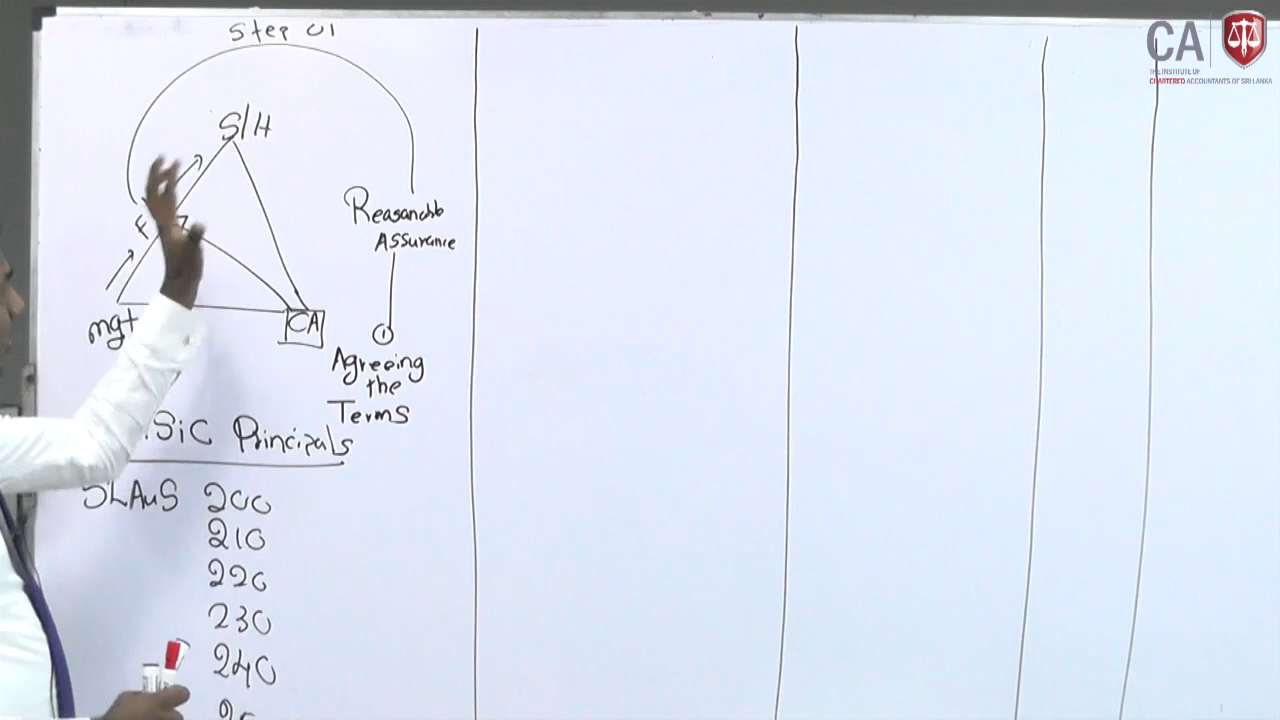 Step 01
S/H
Reasonable
Assurance
mgt
CA
1
Agreeing
the
Terms
SiC Principals
SLAuS 200
210
220
230
240
CA
THE INSTITUTE OF
CHARTERED ACCOUNTANTS OF SRI LANKA